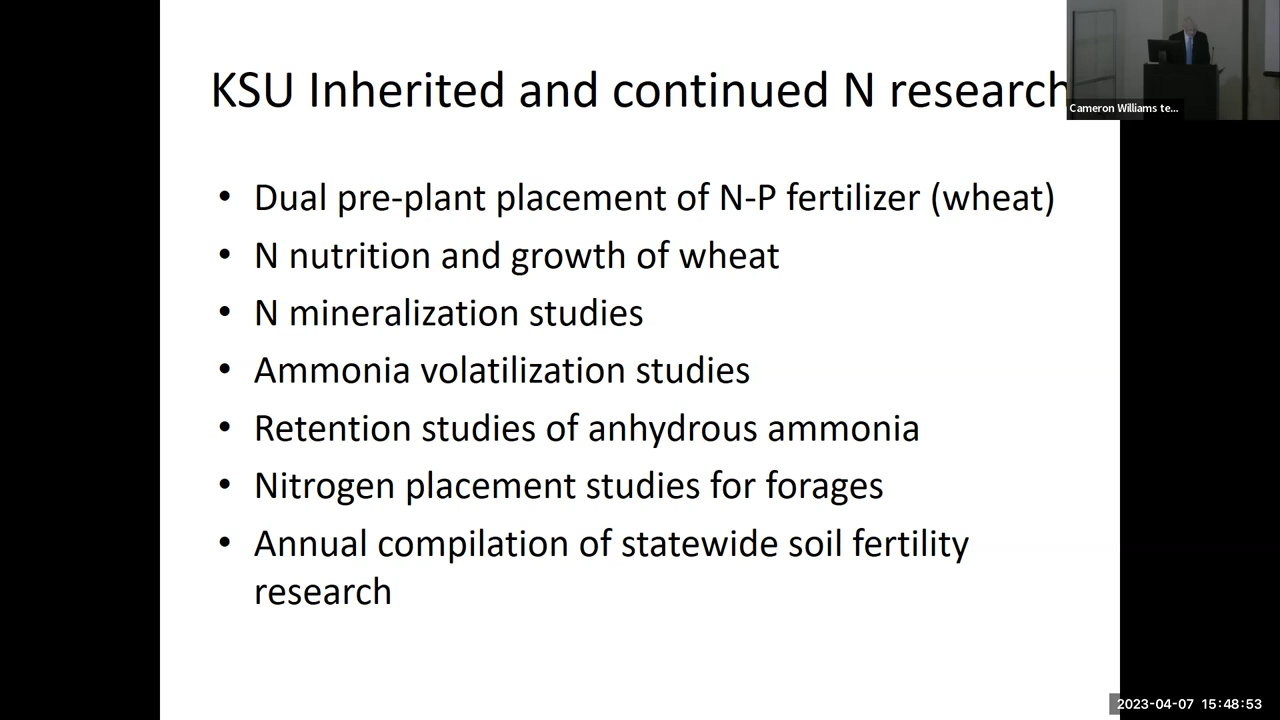 KSU Inherited and continued N research
Cameron Williams te...
• Dual pre-plant placement of N-P fertilizer (wheat)
• N nutrition and growth of wheat
• N mineralization studies
• Ammonia volatilization studies
• Retention studies of anhydrous ammonia
• Nitrogen placement studies for forages
• Annual compilation of statewide soil fertility
research
2023-04-07 15:48:53